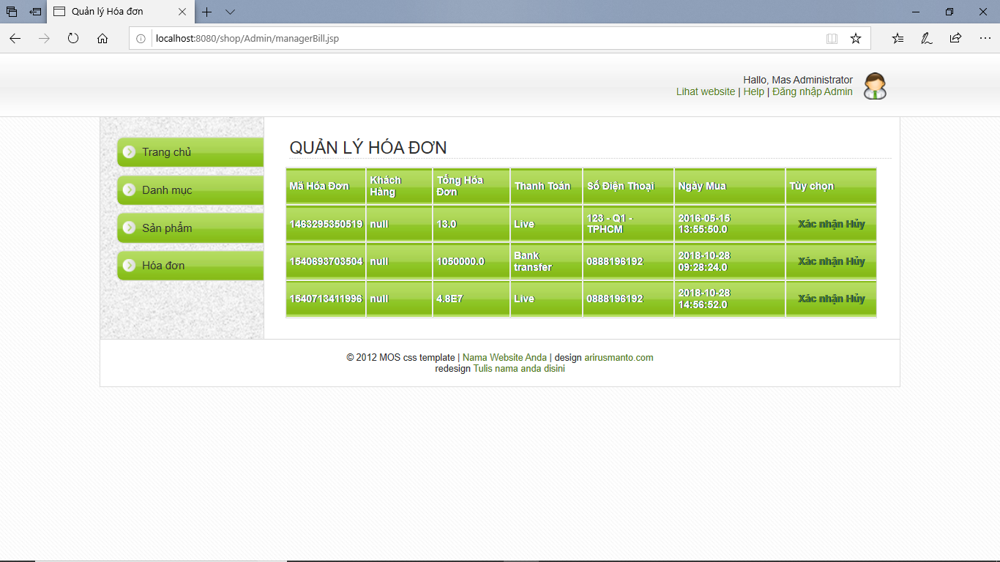 Quản lý Hóa đơn
localhost:8080/shop/Admin/managerBill.jsp
Hallo, Mas Administrator
Lihat website | Help | Đăng nhập Admin
Trang chủ
Danh mục
Sản phẩm
Hóa đơn
QUẢN LÝ HÓA ĐƠN
Mã Hóa Đơn Khách Hàng Tổng Hóa Đơn Thanh Toán Số Điện Thoại Ngày Mua Tùy chọn
1463295350519 null 13.0 Live 123 - Q1 - TPHCM 2016-05-15 13:55:50.0 Xác nhận Hủy
1540693703504 null 1050000.0 Bank transfer 0888196192 2018-10-28 09:28:24.0 Xác nhận Hủy
1540713411996 null 4.8E7 Live 0888196192 2018-10-28 14:56:52.0 Xác nhận Hủy
© 2012 MOS css template | Nama Website Anda | design arirusmanto.com
redesign Tulis nama anda disini